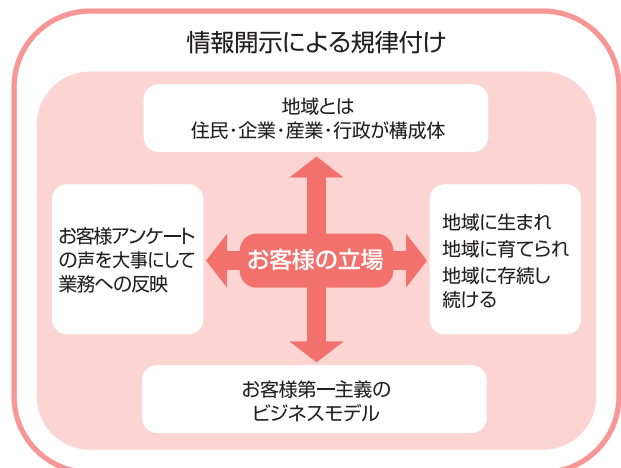 情報開示による規律付け
地域とは
住民・企業・産業・行政が構成体
お客様アンケート
の声を大事にして
業務への反映
お客様の立場
地域に生まれ
地域に育てられ
地域に存続し
続ける
お客様第一主義の
ビジネスモデル